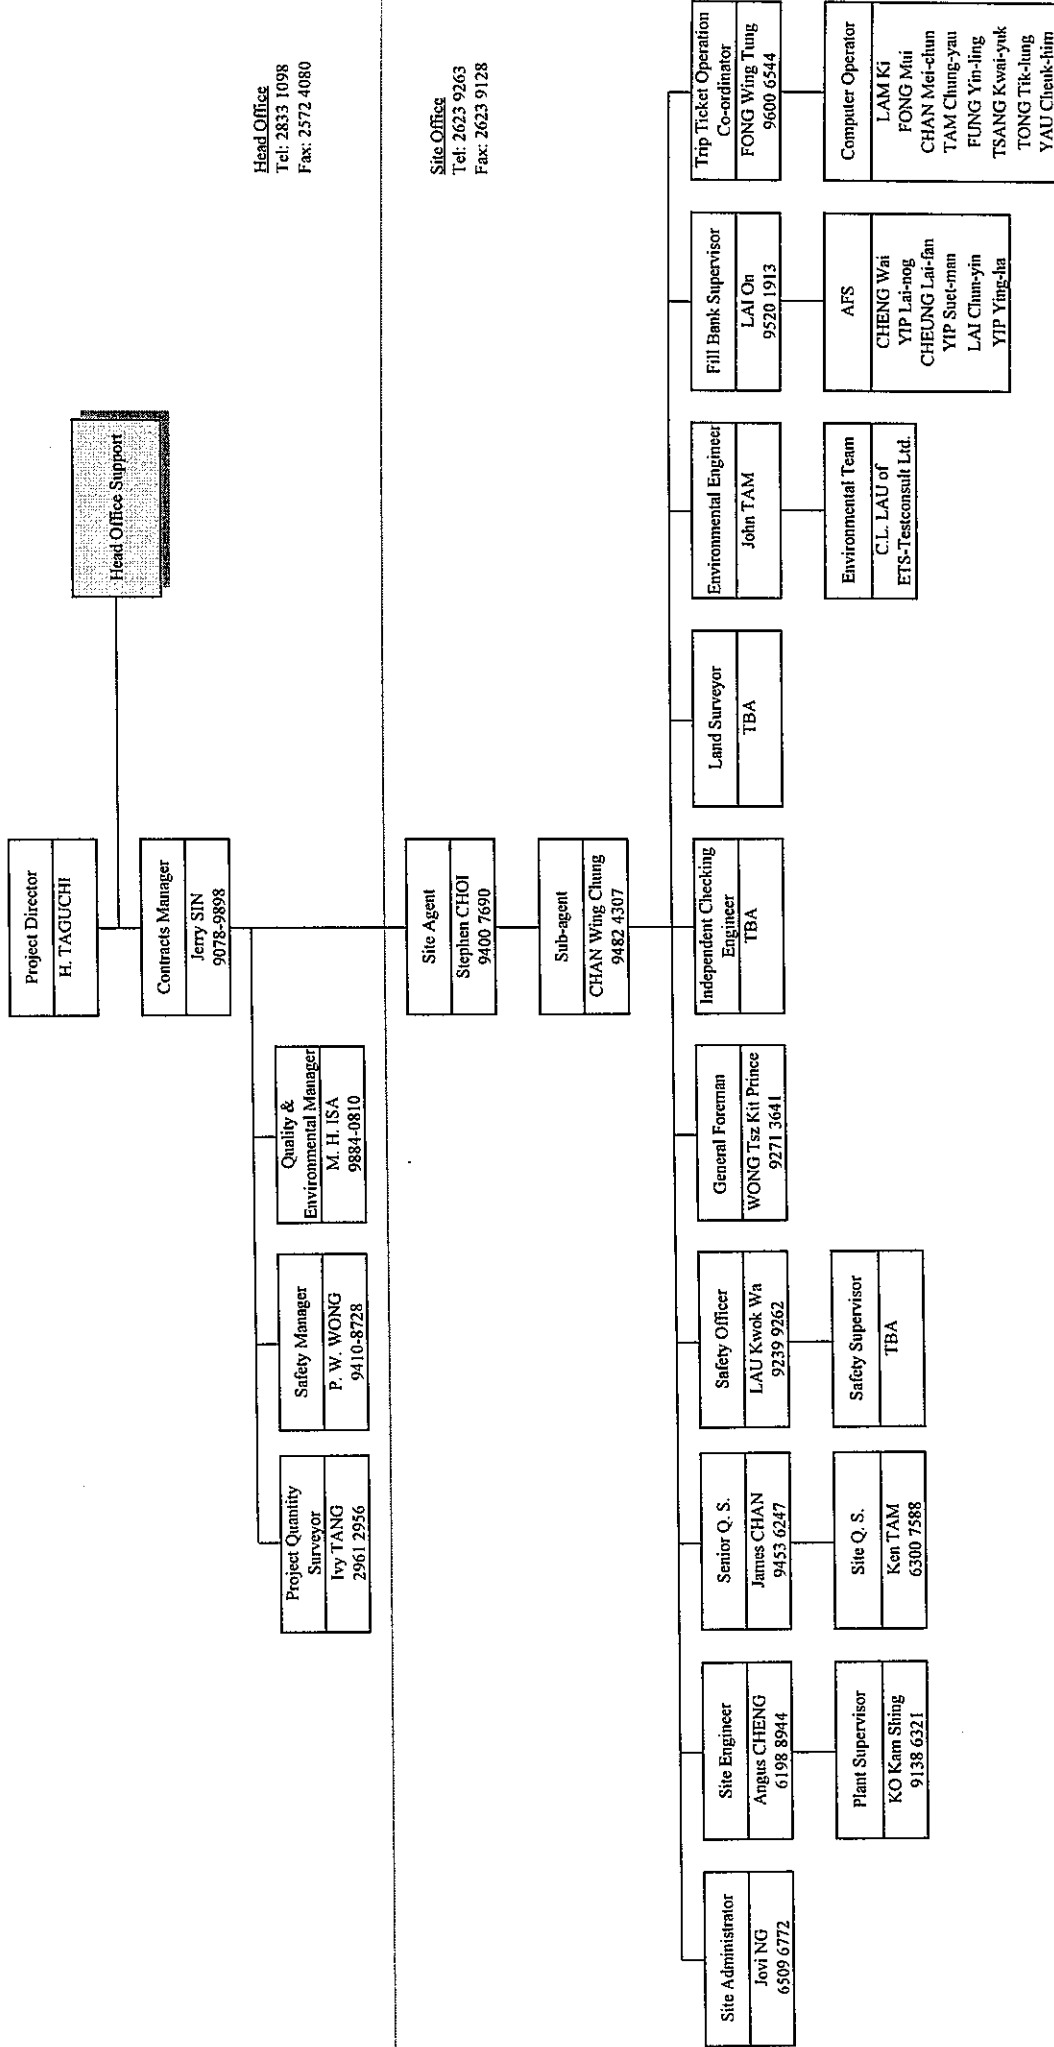 Project Director
H. TAGUCHI
Head Office Support
Contracts Manager
Jerry SIN
9078-9898
Head Office
Tel: 2833 1098
Fax: 2572 4080
Project Quantity
Surveyor
Ivy TANG
2961 2956
Safety Manager
P. W. WONG
9410-8728
Quality &
Environmental Manager
M. H. ISA
9884-0810
Site Office
Tel: 2623 9263
Fax: 2623 9128
Site Agent
Stephen CHOI
9400 7690
Sub-agent
CHAN Wing Chung
9482 4307
Site Administrator
Jovi NG
6509 6772
Site Engineer
Angus CHENG
6198 8944
Senior Q. S.
James CHAN
9453 6247
Safety Officer
LAU Kwok Wa
9239 9262
General Foreman
WONG Tsz Kit Prince
9271 3641
Independent Checking
Engineer
TBA
Land Surveyor
TBA
Environmental Engineer
John TAM
Fill Bank Supervisor
LAI On
9520 1913
Trip Ticket Operation
Co-ordinator
FONG Wing Tung
9600 6544
Plant Supervisor
KO Kam Shing
9138 6321
Site Q. S.
Ken TAM
6300 7588
Safety Supervisor
TBA
Environmental Team
C.L. LAU of
ETS-Testconsult Ltd.
AFS
CHENG Wai
YIP Lai-nog
CHEUNG Lai-fan
YIP Suet-man
LAI Chun-yin
YIP Ying-ha
Computer Operator
LAM Ki
FONG Mui
CHAN Mei-chun
TAM Chung-yau
FUNG Yin-ling
TSANG Kwai-yuk
TONG Tik-lung
YAU Cheuk-him